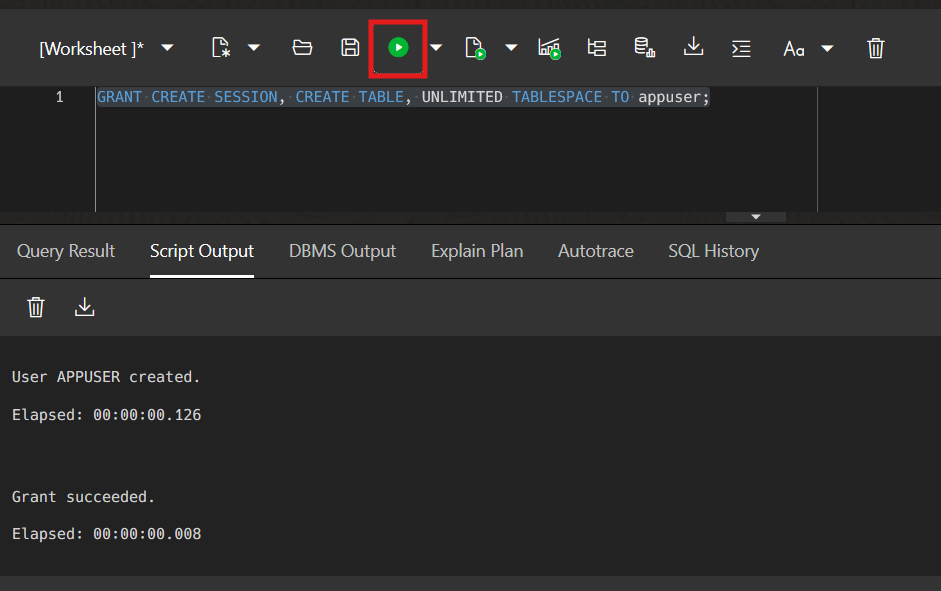 [Worksheet ]*
Aa
1 GRANT CREATE SESSION, CREATE TABLE, UNLIMITED TABLESPACE TO appuser;
Query Result Script Output DBMS Output Explain Plan Autotrace SQL History
User APPUSER created.
Elapsed: 00:00:00.126
Grant succeeded.
Elapsed: 00:00:00.008